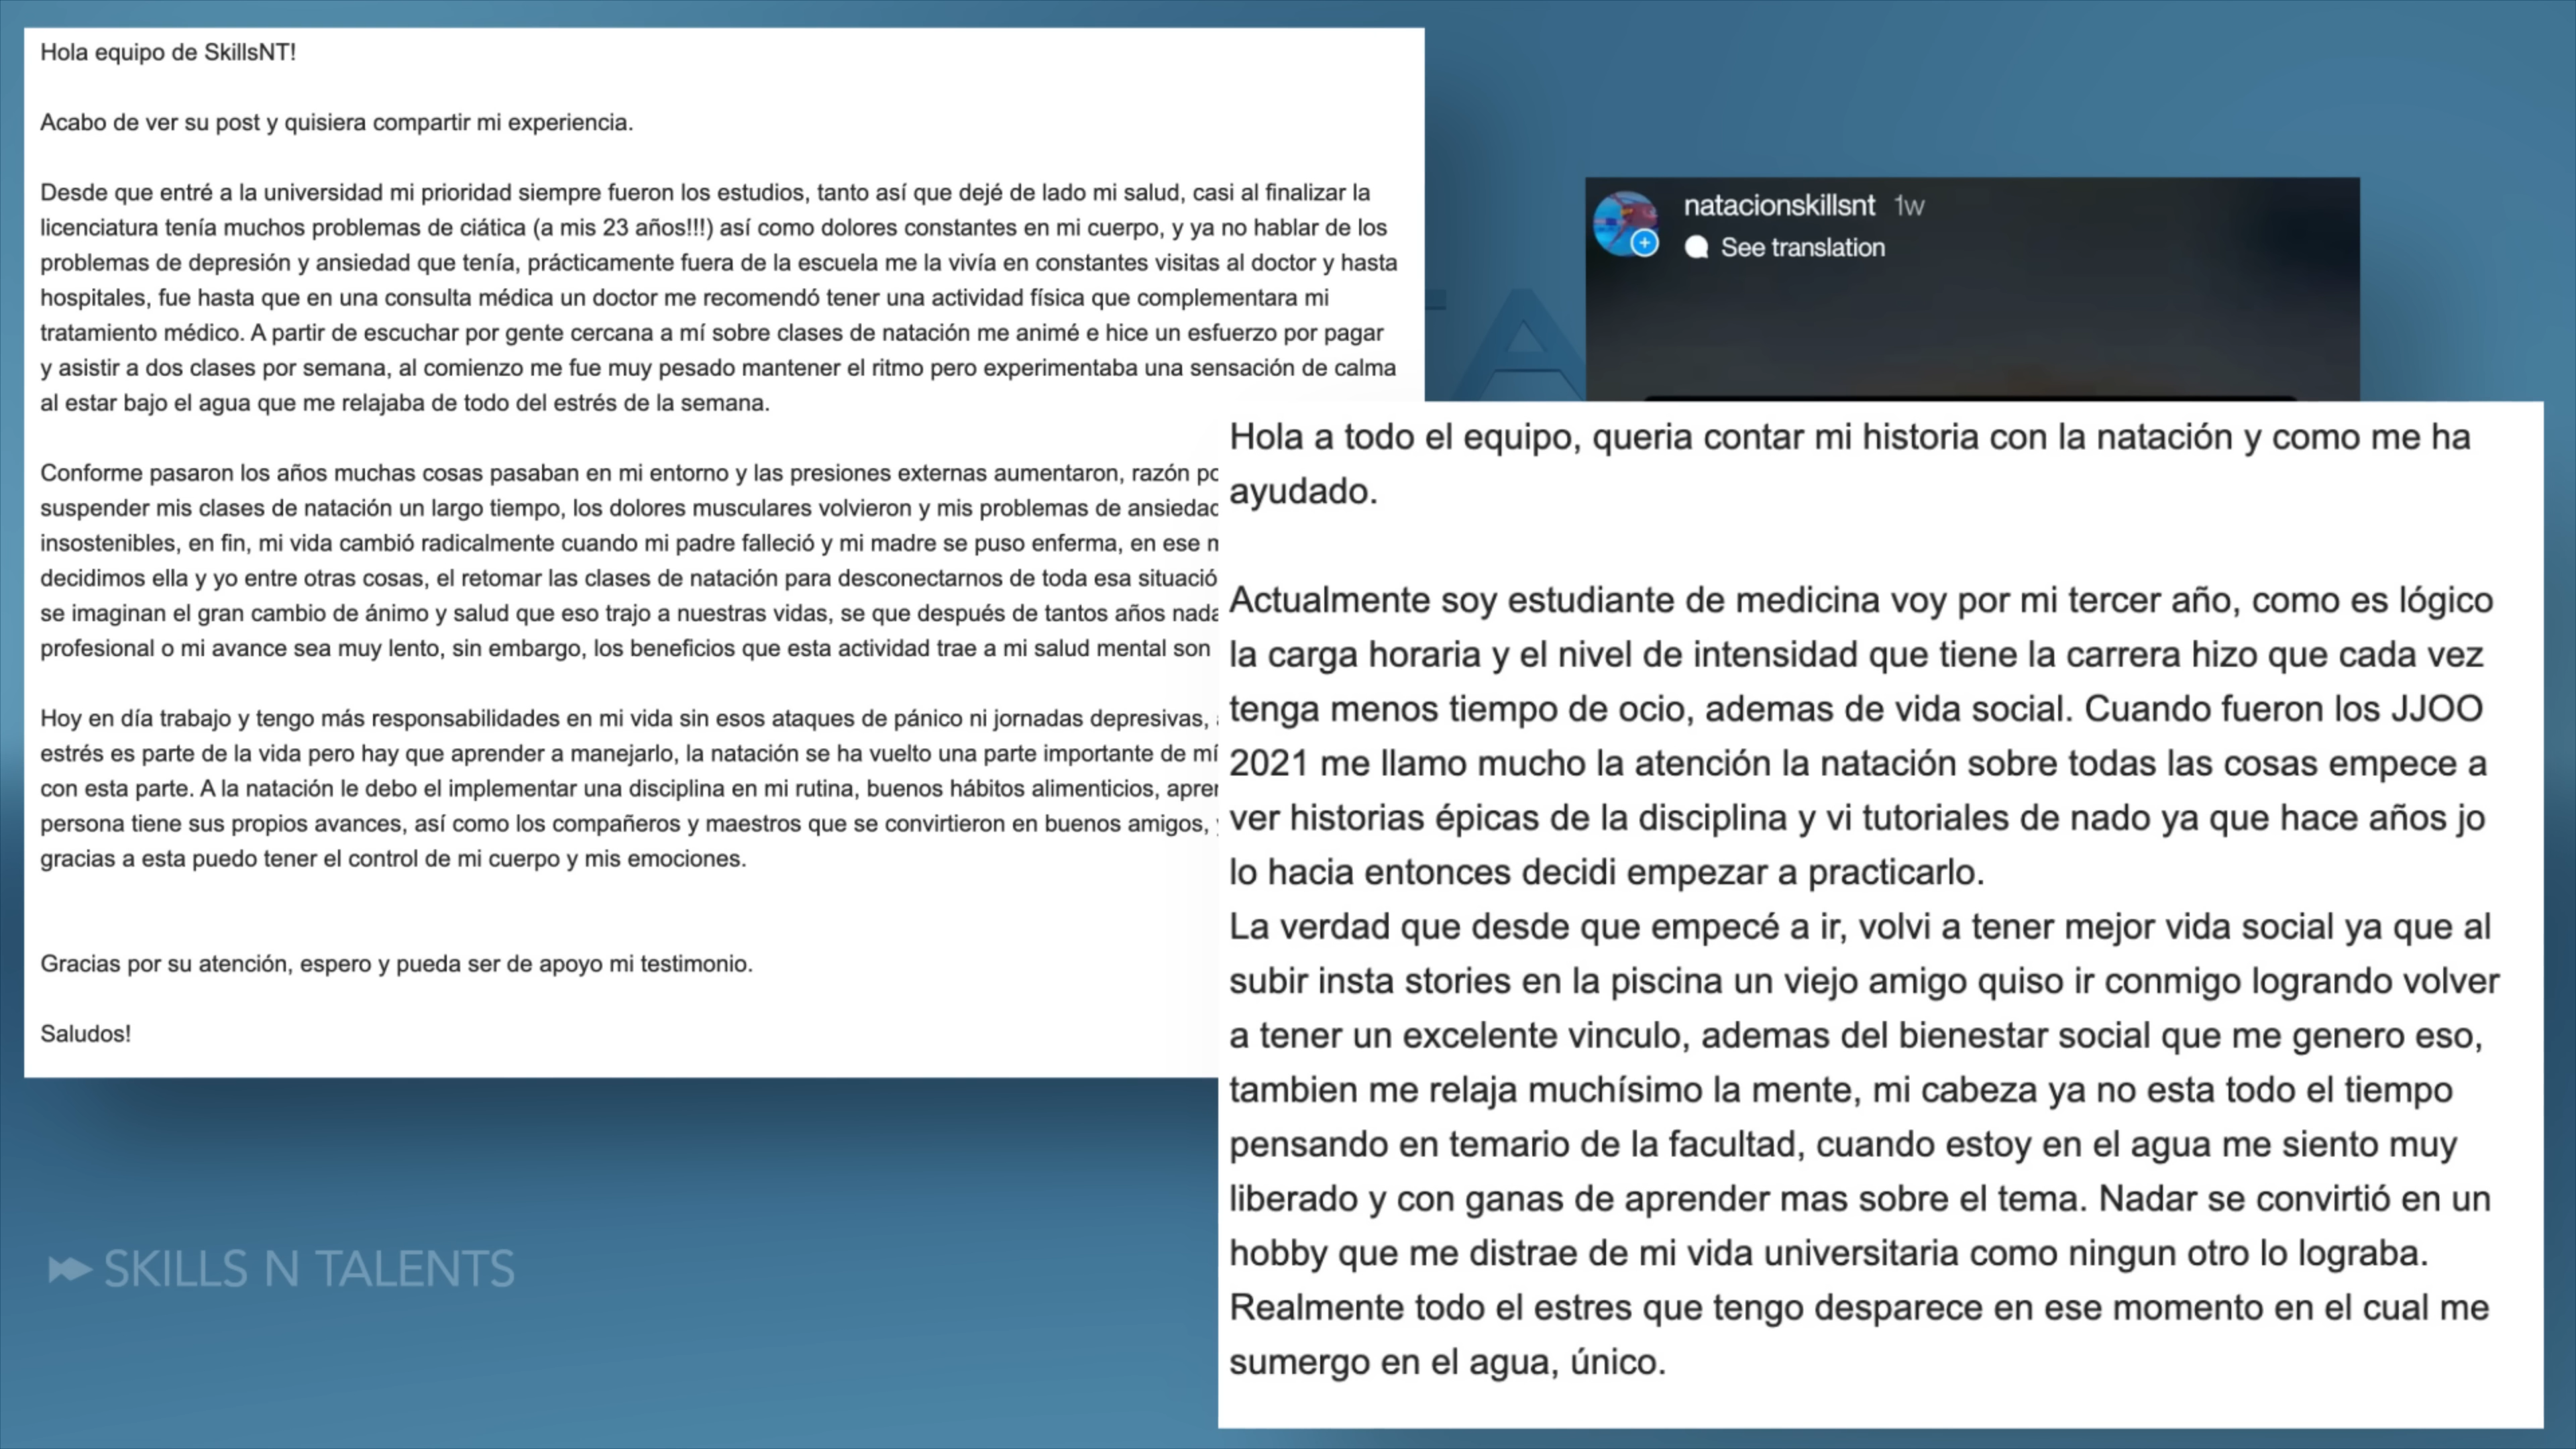 Hola equipo de SkillsNT!
Acabo de ver su post y quisiera compartir mi experiencia.
Desde que entré a la universidad mi prioridad siempre fueron los estudios, tanto así que dejé de lado mi salud, casi al finalizar la
licenciatura tenía muchos problemas de ciática (a mis 23 años!!!) así como dolores constantes en mi cuerpo, y ya no hablar de los
problemas de depresión y ansiedad que tenía, prácticamente fuera de la escuela me la vivía en constantes visitas al doctor y hasta
hospitales, fue hasta que en una consulta médica un doctor me recomendó tener una actividad física que complementara mi
tratamiento médico. A partir de escuchar por gente cercana a mí sobre clases de natación me animé e hice un esfuerzo por pagar
y asistir a dos clases por semana, al comienzo me fue muy pesado mantener el ritmo pero experimentaba una sensación de calma
al estar bajo el agua que me relajaba de todo del estrés de la semana.
Conforme pasaron los años muchas cosas pasaban en mi entorno y las presiones externas aumentaron, razón
suspender mis clases de natación un largo tiempo, los dolores musculares volvieron y mis problemas de
insostenibles, en fin, mi vida cambió radicalmente cuando mi padre falleció y mi madre se puso enferma, en ese
decidimos ella y yo entre otras cosas, el retomar las clases de natación para desconectarnos de toda esa
se imaginan el gran cambio de ánimo y salud que eso trajo a nuestras vidas, se que después de tantos años
profesional o mi avance sea muy lento, sin embargo, los beneficios que esta actividad trae a mi salud mental son
Hoy en día trabajo y tengo más responsabilidades en mi vida sin esos ataques de pánico ni jornadas depresivas,
estrés es parte de la vida pero hay que aprender a manejarlo, la natación se ha vuelto una parte importante de mí
con esta parte. A la natación le debo el implementar una disciplina en mi rutina, buenos hábitos alimenticios,
persona tiene sus propios avances, así como los compañeros y maestros que se convirtieron en buenos amigos,
gracias a esta puedo tener el control de mi cuerpo y mis emociones.
Gracias por su atención, espero y pueda ser de apoyo mi testimonio.
Saludos!
natacionskillsnt 1w
See translation
Hola a todo el equipo, queria contar mi historia con la natación y como me ha
ayudado.
Actualmente soy estudiante de medicina voy por mi tercer año, como es lógico
la carga horaria y el nivel de intensidad que tiene la carrera hizo que cada vez
tenga menos tiempo de ocio, ademas de vida social. Cuando fueron los JJOO
2021 me llamo mucho la atención la natación sobre todas las cosas empece a
ver historias épicas de la disciplina y vi tutoriales de nado ya que hace años jo
lo hacia entonces decidi empezar a practicarlo.
La verdad que desde que empecé a ir, volvi a tener mejor vida social ya que al
subir insta stories en la piscina un viejo amigo quiso ir conmigo logrando volver
a tener un excelente vinculo, ademas del bienestar social que me genero eso,
tambien me relaja muchísimo la mente, mi cabeza ya no esta todo el tiempo
pensando en temario de la facultad, cuando estoy en el agua me siento muy
liberado y con ganas de aprender mas sobre el tema. Nadar se convirtió en un
hobby que me distrae de mi vida universitaria como ningun otro lo lograba.
Realmente todo el estres que tengo desparece en ese momento en el cual me
sumergo en el agua, único.
SKILLS N TALENTS